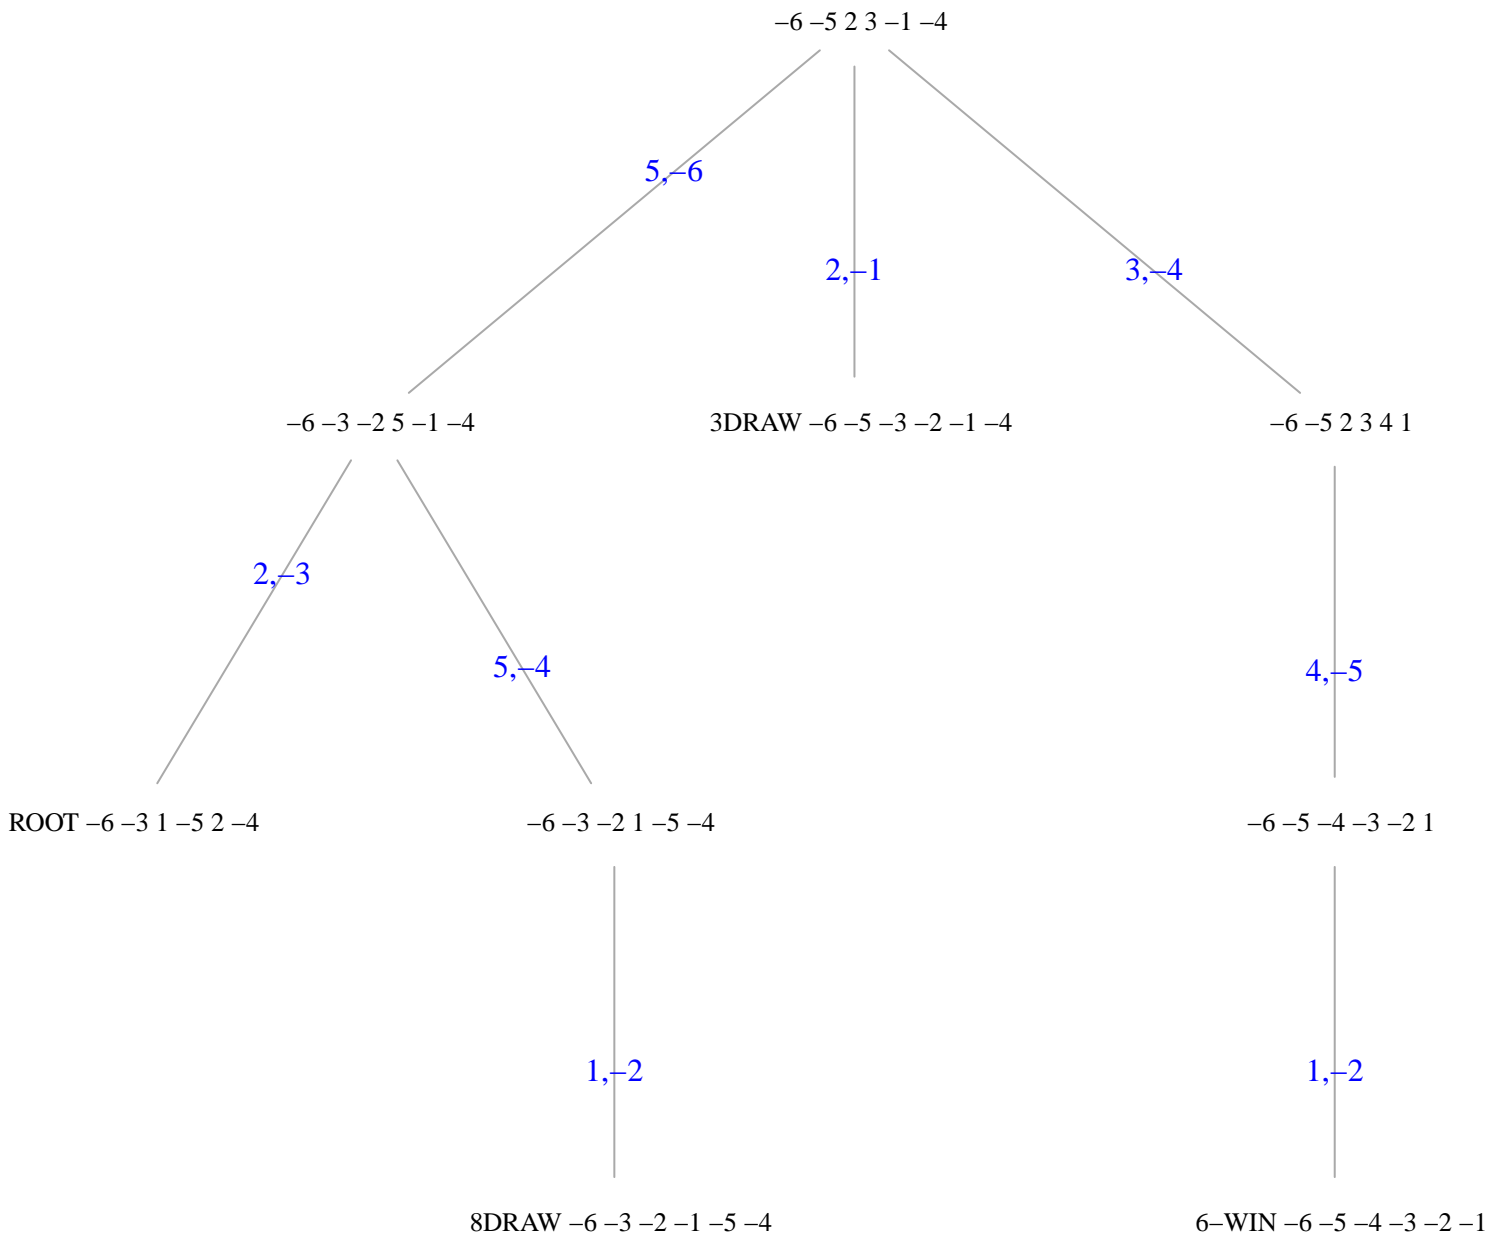 –6 –5 2 3 –1 –4
5,–6
2,–1
3,–4
–6 –3 –2 5 –1 –4
3DRAW –6 –5 –3 –2 –1 –4
–6 –5 2 3 4 1
2,–3
5,–4
4,–5
ROOT –6 –3 1 –5 2 –4
–6 –3 –2 1 –5 –4
–6 –5 –4 –3 –2 1
1,–2
1,–2
8DRAW –6 –3 –2 –1 –5 –4
6–WIN –6 –5 –4 –3 –2 –1